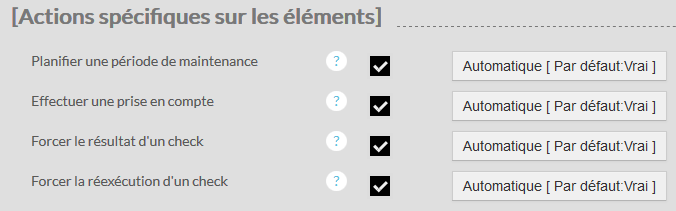 [Actions spécifiques sur les éléments]
Planifier une période de maintenance ? Automatique [ Par défaut:Vrai ]
Effectuer une prise en compte ? Automatique [ Par défaut:Vrai ]
Forcer le résultat d'un check ? Automatique [ Par défaut:Vrai ]
Forcer la réexécution d'un check ? Automatique [ Par défaut:Vrai ]